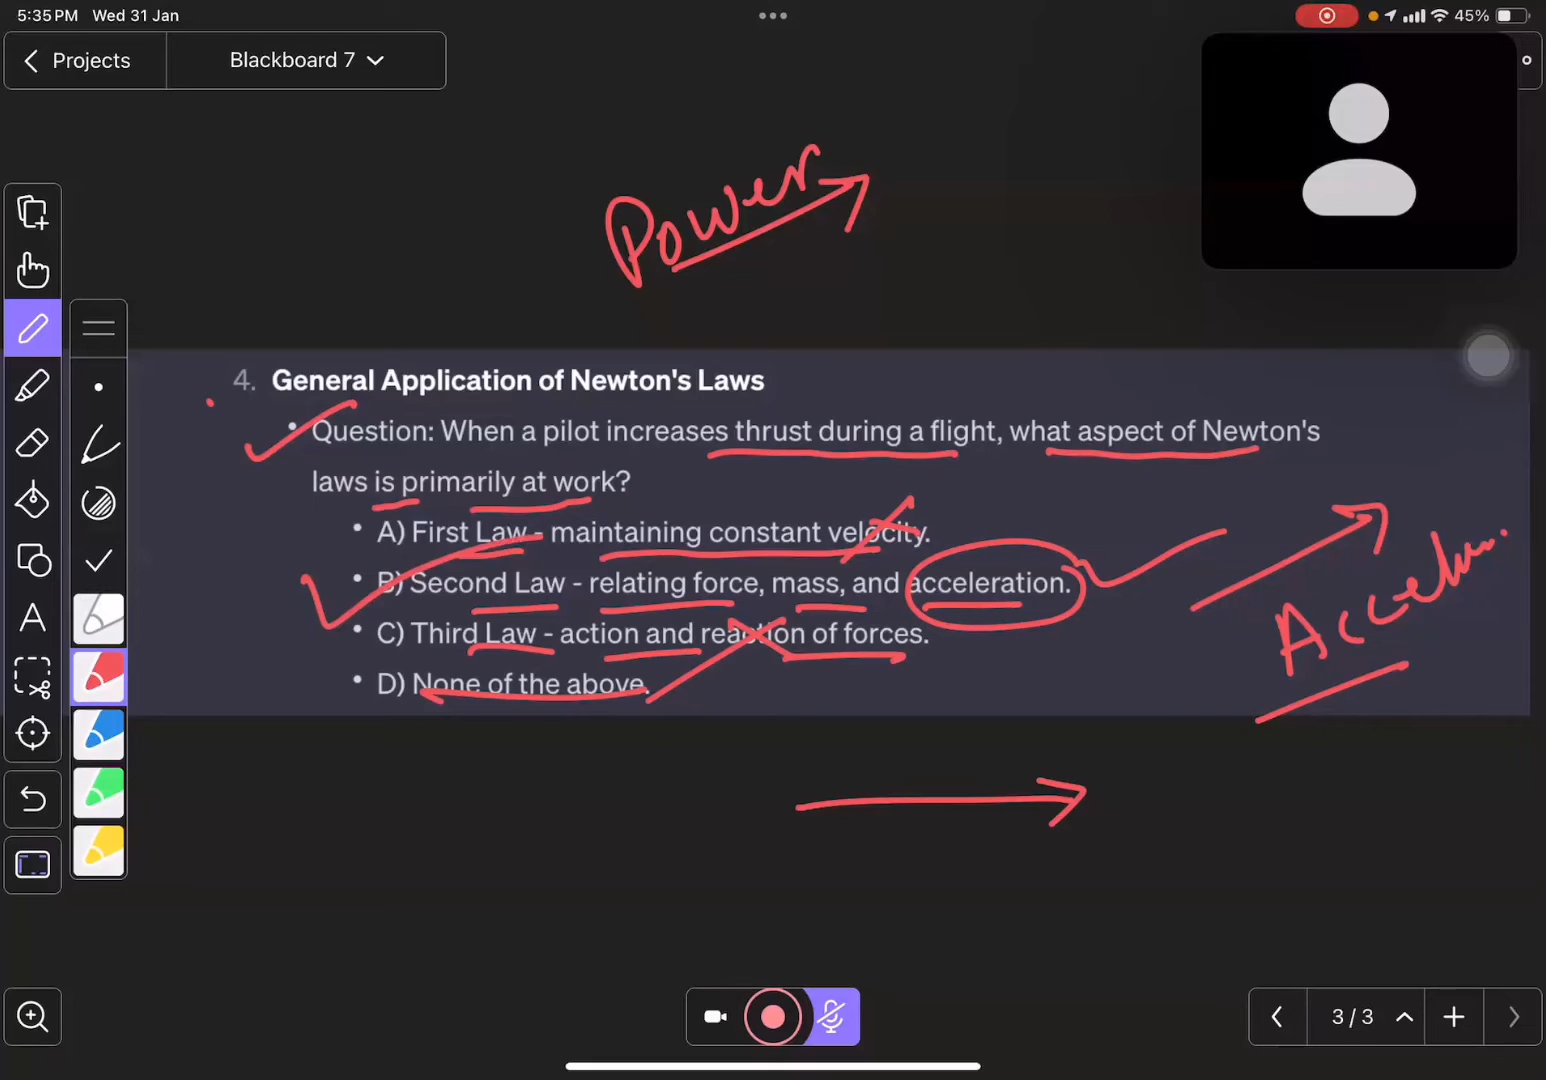 5:35 PM Wed 31 Jan
45%
Projects
Blackboard 7
Power
4. General Application of Newton's Laws
• Question: When a pilot increases thrust during a flight, what aspect of Newton's
laws is primarily at work?
• A) First Law - maintaining constant velocity.
• B) Second Law - relating force, mass, and acceleration.
• C) Third Law - action and reaction of forces.
• D) None of the above.
A
3 / 3